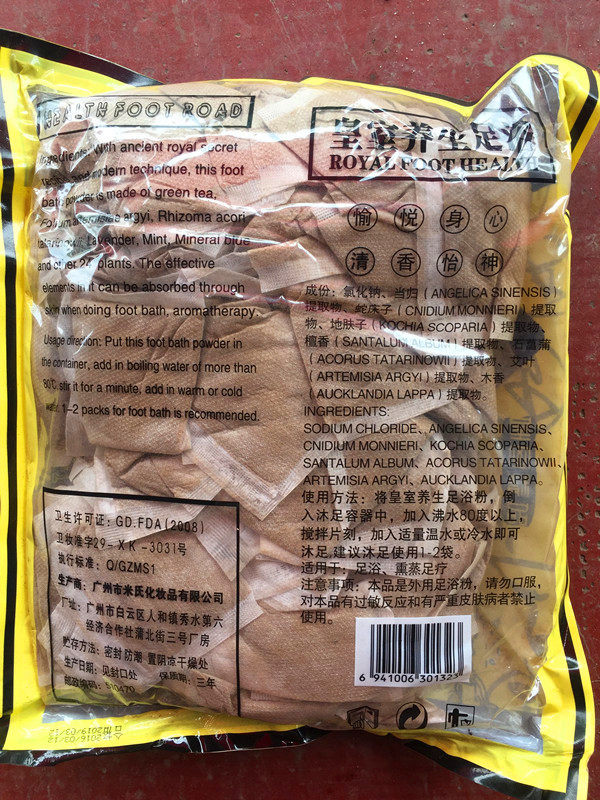 HEALTH FOOT ROAD
Ingredients: With ancient royal secret
and modern technique, this foot
bath powder is made of green tea,
argyi, Rhizoma acori
tatarinowii, Lavender, Mint, Mineral blue
and other 24 plants. The effective
elements in it can be absorbed through
skin when doing foot bath, aromatherapy.
Usage direction: Put this foot bath powder in
the container, add in boiling water of more than
80℃ stir it for a minute, add in warm or cold
water. 1-2 packs for foot bath is recommended.
卫生许可证: GD.FDA(2008)
卫妆准字29-XK-3031号
执行标准: Q/GZMS1
生产商: 广州市米氏化妆品有限公司
厂地: 广州市白云区人和镇秀水第六
经济合作社蒲北街三号厂房
贮存方法: 密封 防潮 置阴凉干燥处
生产日期: 见封口处 保质期: 三年
邮政编码: 510470
皇室养生足浴
ROYAL FOOT HEALTH
愉 悦 身 心
清 香 怡 神
成份: 氯化钠、当归(ANGELICA SINENSIS)
提取物、蛇床子(CNIDIUM MONNIERI)提取
物、地肤子(KOCHIA SCOPARIA)提取物、
檀香(SANTALUM ALBUM)提取物、石菖蒲
(ACORUS TATARINOWII)提取物、艾叶
(ARTEMISIA ARGYI)提取物、木香
(AUCKLANDIA LAPPA)提取物。
INGREDIENTS:
SODIUM CHLORIDE、ANGELICA SINENSIS、
CNIDIUM MONNIERI、KOCHIA SCOPARIA、
SANTALUM ALBUM、ACORUS TATARINOWII、
ARTEMISIA ARGYI、AUCKLANDIA LAPPA。
使用方法: 将皇室养生足浴粉, 倒
入沐足容器中, 加入沸水80度以上,
搅拌片刻, 加入适量温水或冷水即可
沐足.建议沐足使用1-2袋。
适用于: 足浴、熏蒸足疗
注意事项: 本品是外用足浴粉, 请勿口服,
对本品有过敏反应和有严重皮肤病者禁止
使用。
6 941006 301323
2016/03/12
2019/03/12